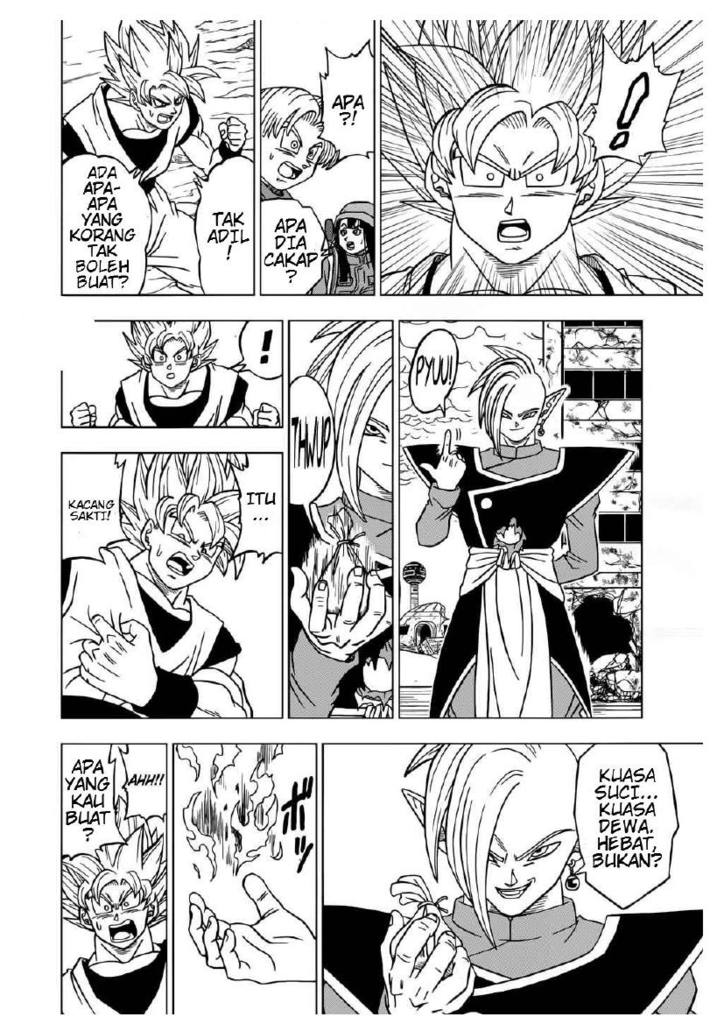 ADA
APA-
APA
YANG
KORANG
TAK
BOLEH
BUAT?
TAK
ADIL
!
APA
?!
APA
DIA
CAKAP
?
!
!
THWUP
PYUU!
KACANG
SAKTI!
ITU
...
APA
YANG
KAU
BUAT
?
AHH!!
ボッ
KUASA
SUCI...
KUASA
DEWA.
HEBAT,
BUKAN?